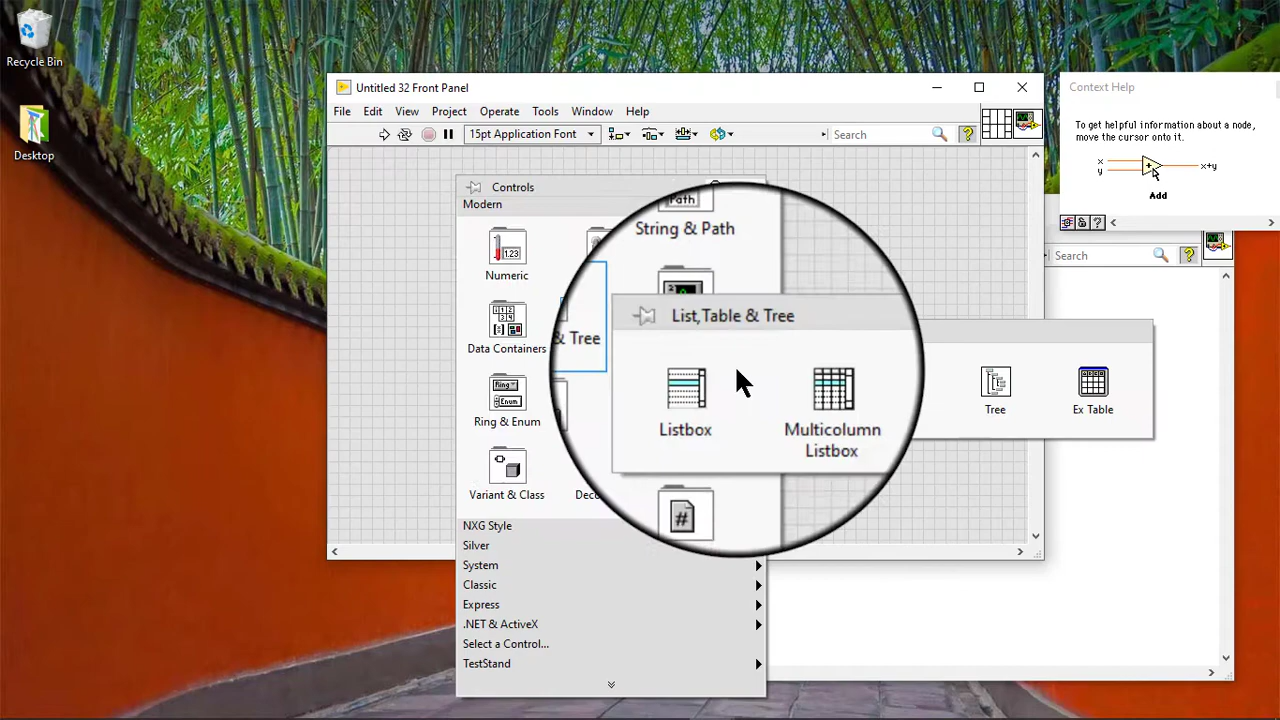 Recycle Bin
Desktop
Untitled 32 Front Panel
File Edit View Project Operate Tools Window Help
15pt Application Font
Search
Context Help
To get helpful information about a node,
move the cursor onto it.
x
y
x+y
Add
Search
Controls
Modern
Numeric
Data Containers
Ring & Enum
Variant & Class
Path
String & Path
& Tree
List,Table & Tree
Listbox
Multicolumn
Listbox
Tree
Ex Table
NXG Style
Silver
System
Classic
Express
.NET & ActiveX
Select a Control...
TestStand